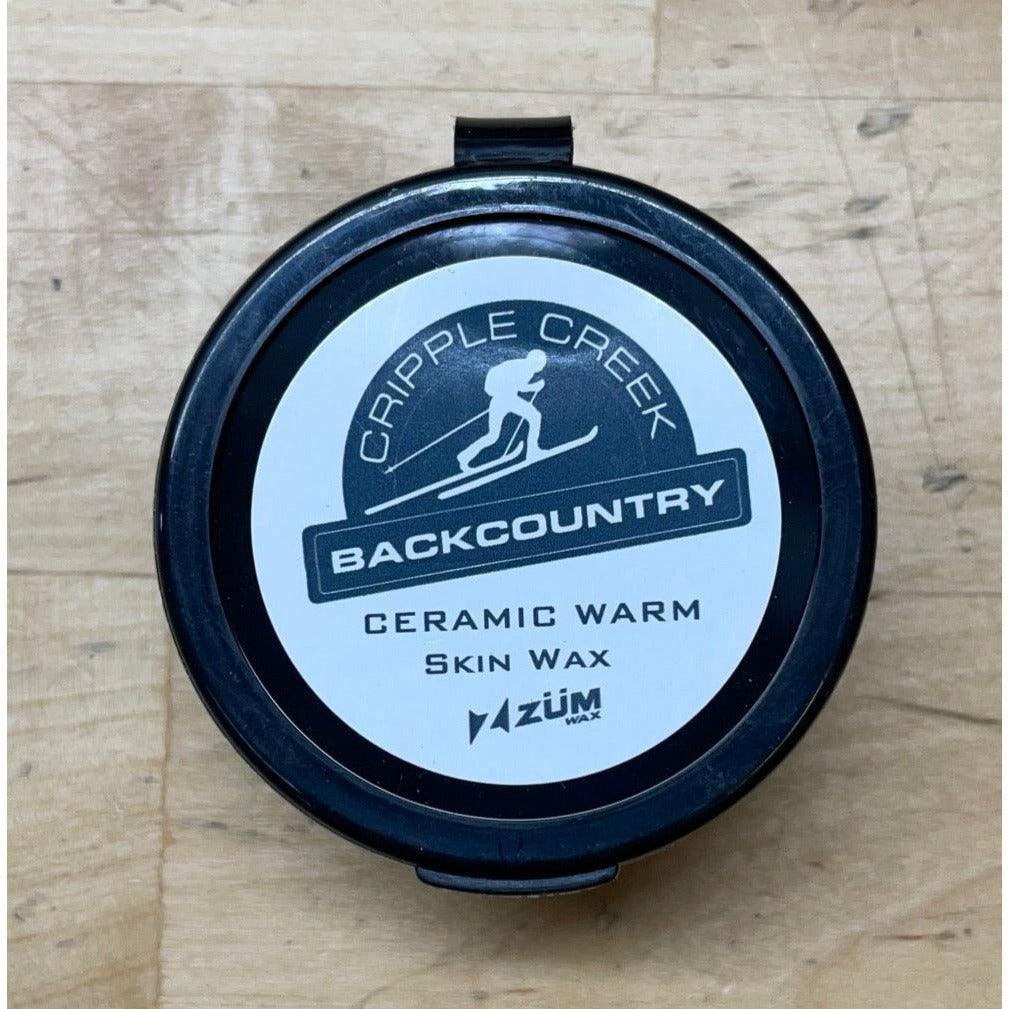 CRIPPLE CREEK
BACKCOUNTRY
CERAMIC WARM
SKIN WAX
ZÜM
WAX